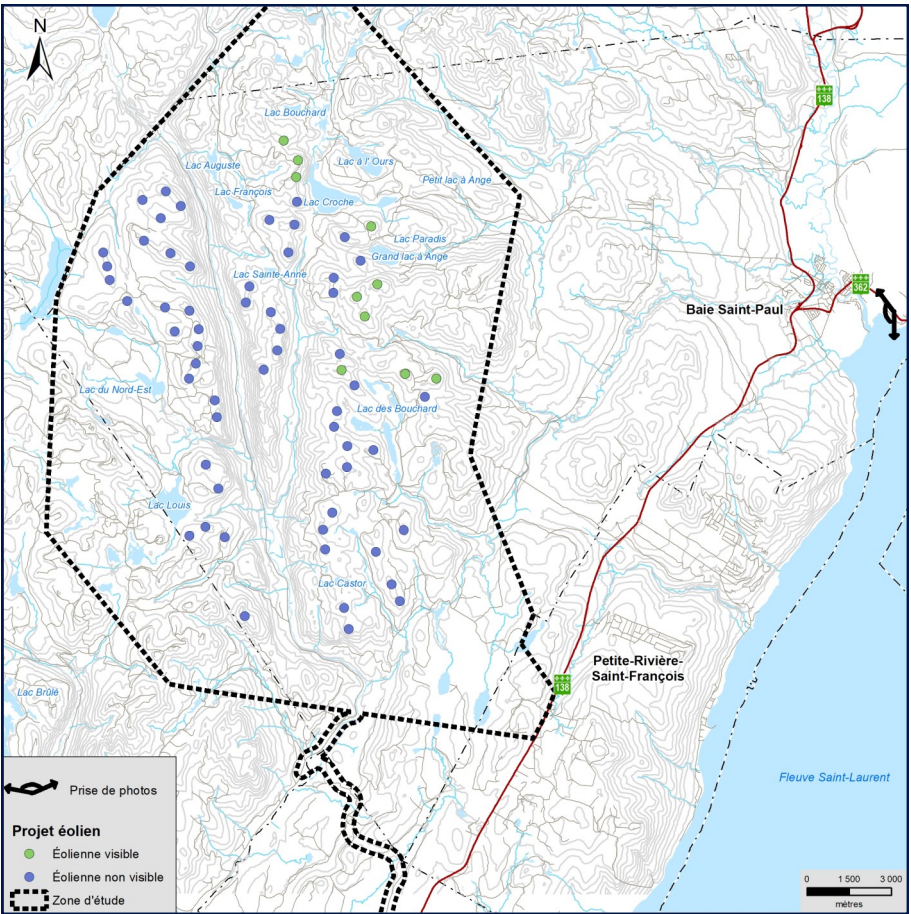 N
138
Lac Bouchard
Lac Auguste
Lac à l' Ours
Petit lac à Ange
Lac François
Lac Croche
Lac Paradis
Grand lac à Ange
Lac Sainte-Anne
362
Baie Saint-Paul
Lac du Nord-Est
Lac des Bouchard
Lac Louis
Lac Castor
Petite-Rivière-
Saint-François
138
Lac Brûlé
Fleuve Saint-Laurent
Prise de photos
Projet éolien
Éolienne visible
Éolienne non visible
Zone d'étude
0 1 500 3 000
mètres